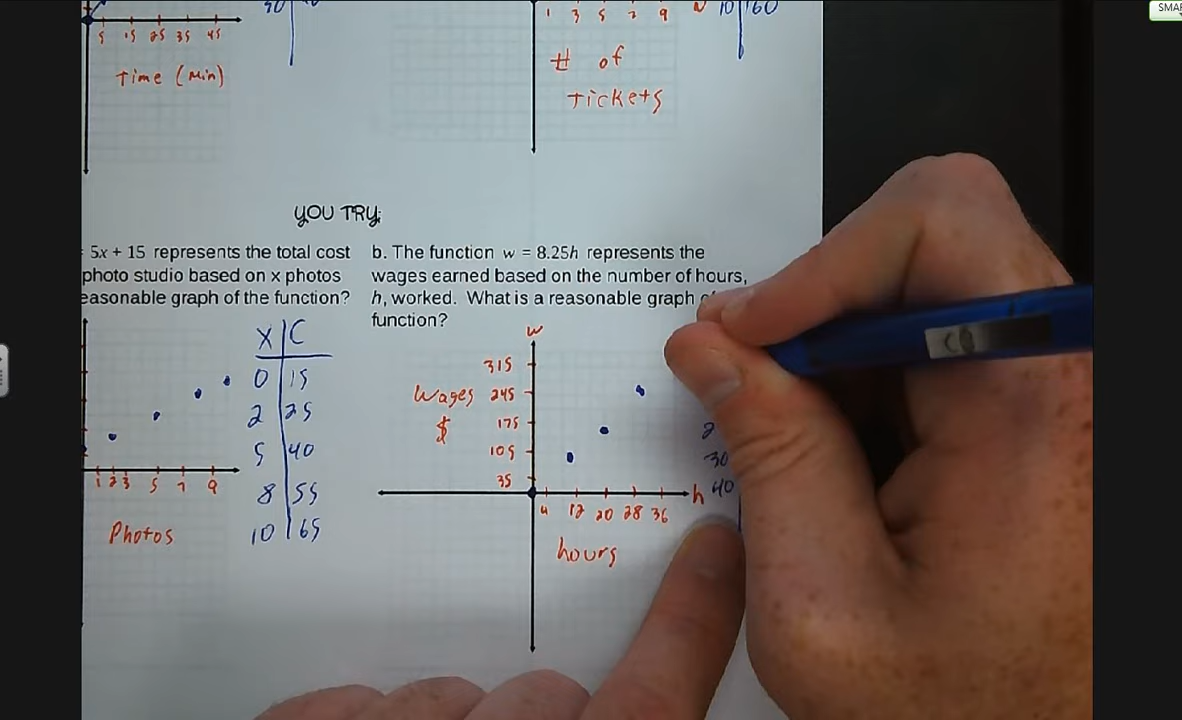 5 15 25 35 45
Time (Min)
1 3 5 7 9
10 160
# of
Tickets
YOU TRY:
5x + 15 represents the total cost
photo studio based on x photos
easonable graph of the function?
X C
0 15
2 25
5 40
8 55
10 65
1 2 3 5 7 9
Photos
b. The function w = 8.25h represents the
wages earned based on the number of hours,
h, worked. What is a reasonable graph
function?
w
315
Wages 245
$ 175
105
35
h
4 12 20 28 36
hours
2
30
40
SMAR